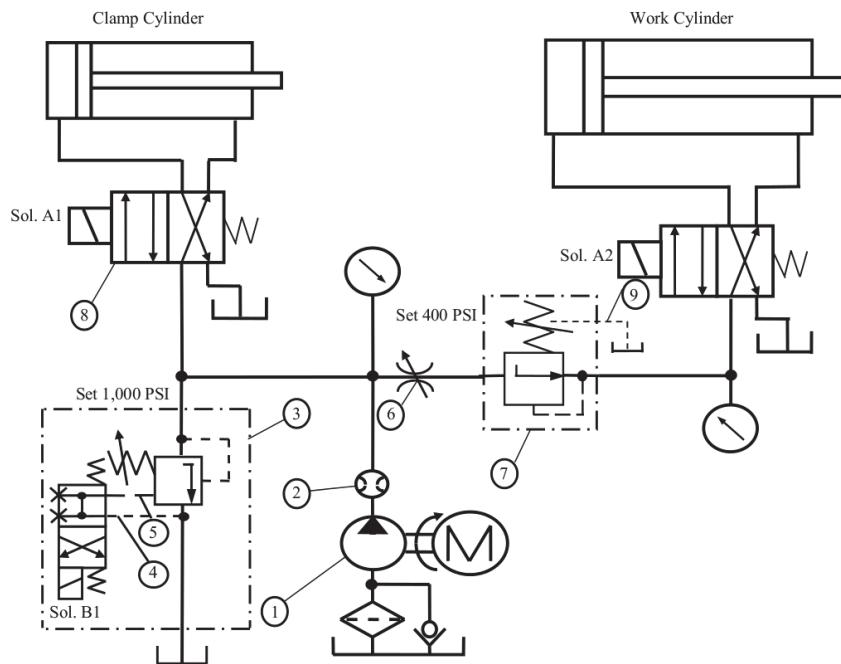 Clamp Cylinder
Work Cylinder
Sol. A1
Sol. A2
8
9
Set 400 PSI
Set 1,000 PSI
3
6
7
2
5
4
M
1
Sol. B1